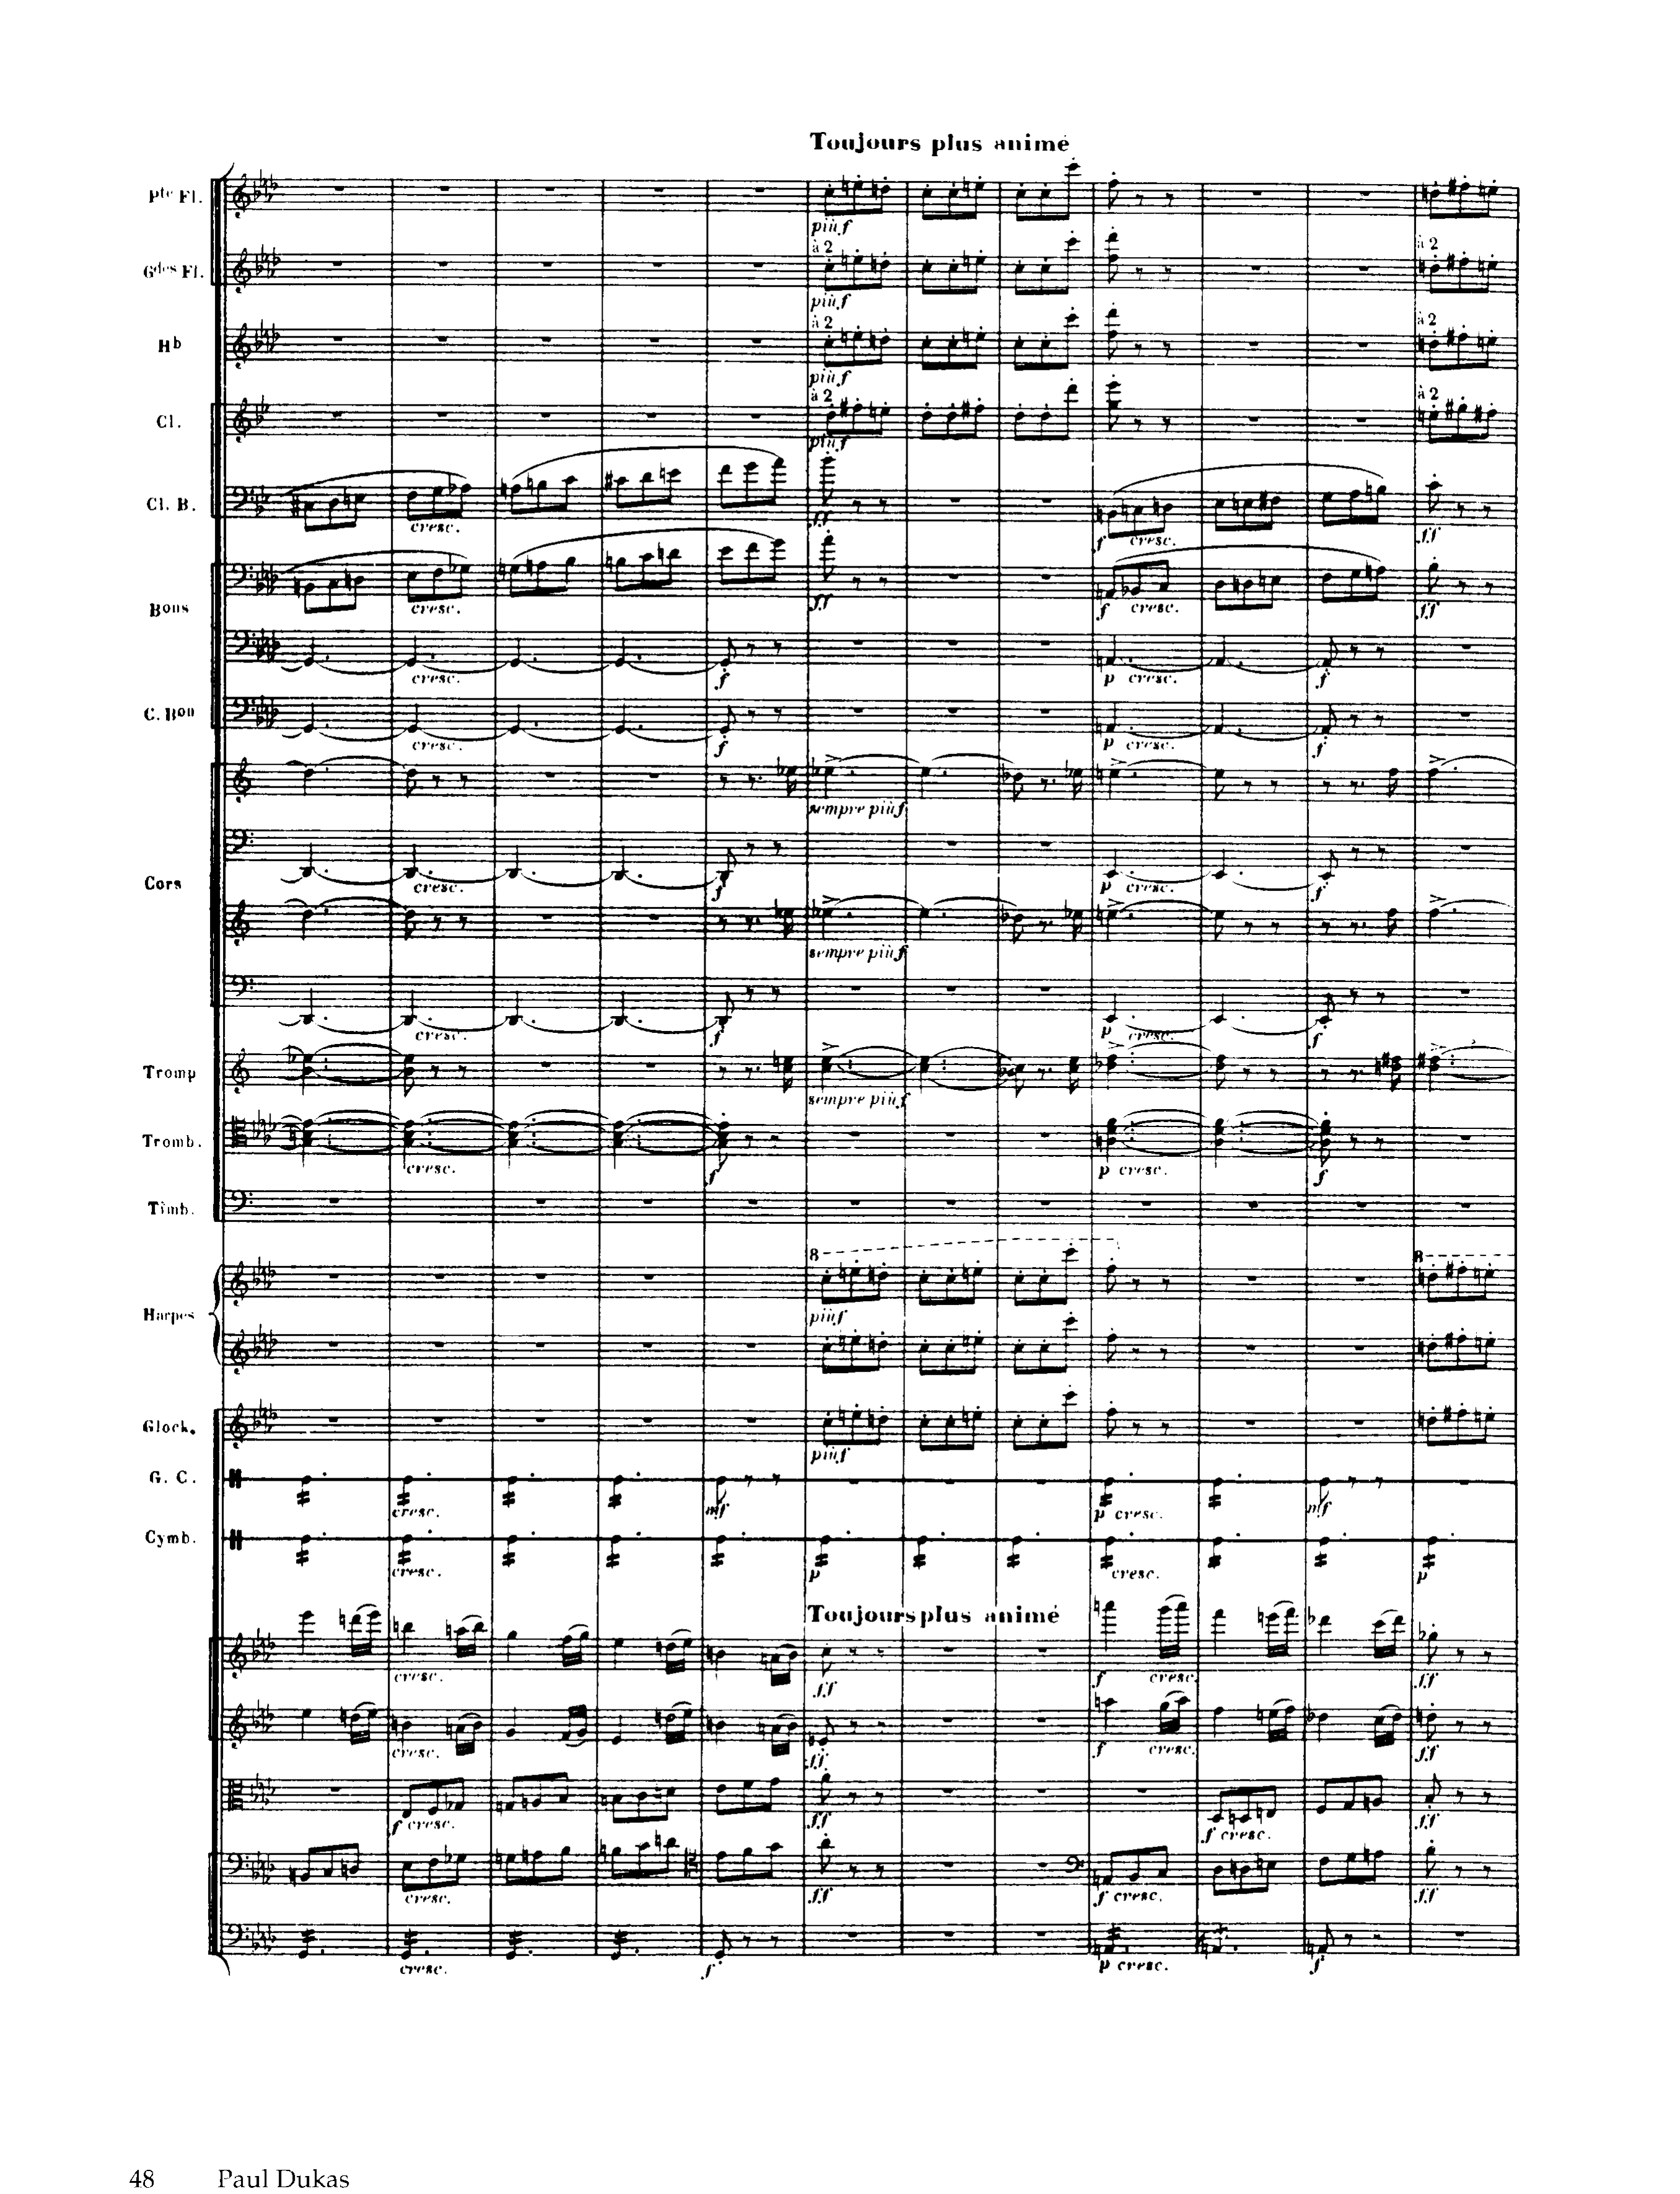 Toujours plus animé
Pte Fl.
più f
à 2
Gdes Fl.
à 2
più f
à 2
Hb
à 2
più f
à 2
Cl.
à 2
più f
Cl. B.
cresc.
ff
f cresc.
ff
Bons
cresc.
ff
f cresc.
ff
cresc.
f
p cresc.
f
C. Bon
cresc.
f
p cresc.
f
sempre più f
Cors
cresc.
f
p cresc.
f
sempre più f
cresc.
f
p cresc.
f
Tromp
sempre più f
Tromb.
cresc.
f
p cresc.
f
Timb.
8
8
Harpes
più f
Glock.
più f
G. C.
cresc.
mf
p cresc.
mf
Cymb.
cresc.
p
cresc.
p
Toujours plus animé
cresc.
ff
f cresc.
ff
cresc.
ff
f cresc.
ff
f cresc.
ff
f cresc.
ff
cresc.
ff
f cresc.
ff
cresc.
f
p cresc.
f
48 Paul Dukas